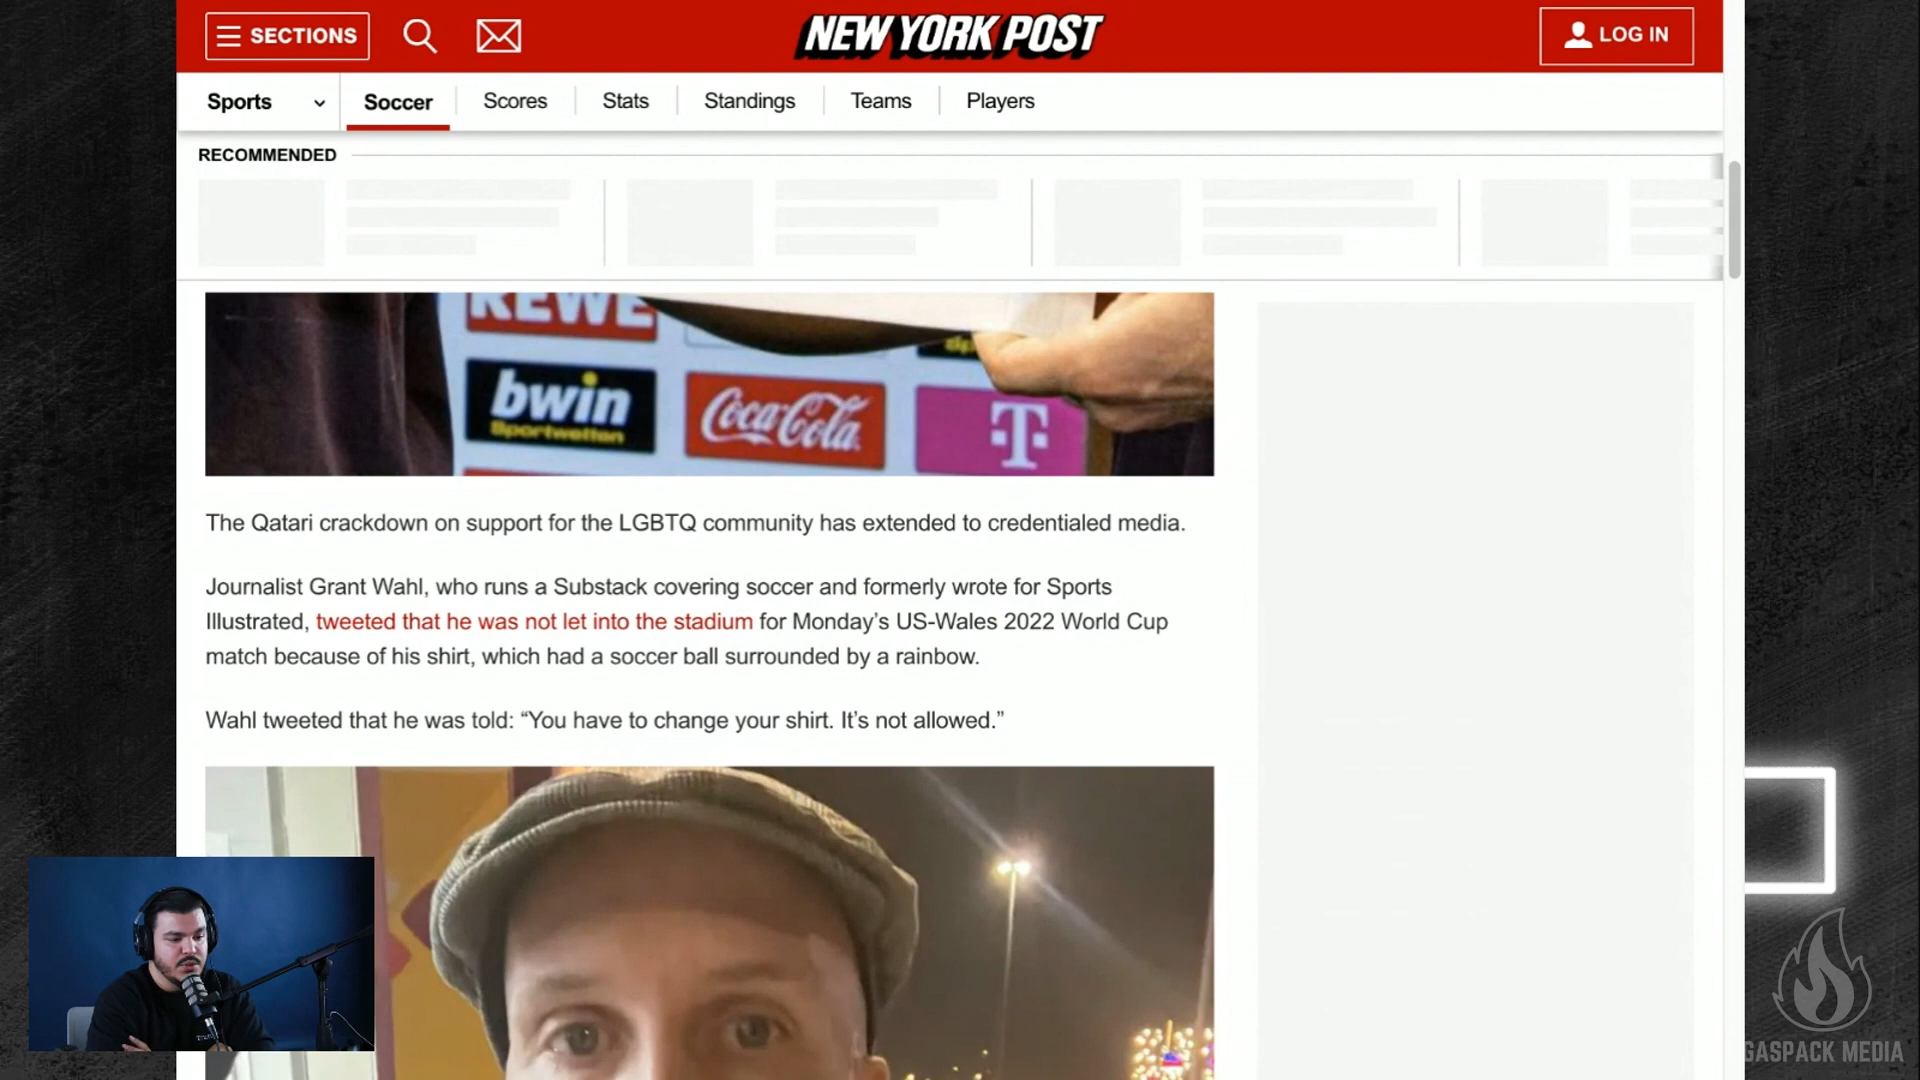 SECTIONS
NEW YORK POST
LOG IN
Sports
Soccer
Scores
Stats
Standings
Teams
Players
RECOMMENDED
REWE
bwin
Sportwetten
Coca-Cola
T
The Qatari crackdown on support for the LGBTQ community has extended to credentialed media.
Journalist Grant Wahl, who runs a Substack covering soccer and formerly wrote for Sports
Illustrated, tweeted that he was not let into the stadium for Monday’s US-Wales 2022 World Cup
match because of his shirt, which had a soccer ball surrounded by a rainbow.
Wahl tweeted that he was told: “You have to change your shirt. It’s not allowed.”
GASPACK MEDIA